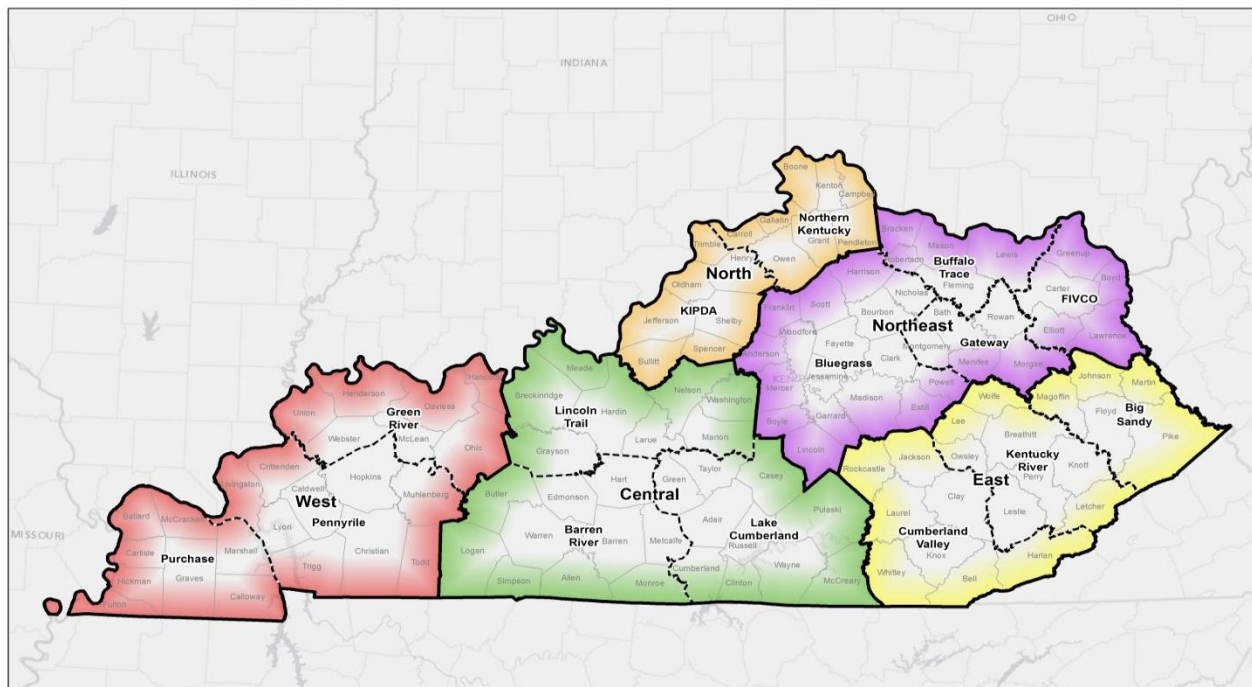 OHIO
INDIANA
ILLINOIS
MISSOURI
Boone
Kenton
Campbell
Northern
Kentucky
Gallatin
Carroll
Grant
Pendleton
Trimble
Henry
Owen
North
Oldham
KIPDA
Jefferson
Shelby
Spencer
Bullitt
Bracken
Mason
Lewis
Greenup
Robertson
Buffalo
Trace
Fleming
Boyd
Harrison
Nicholas
Carter
FIVCO
Franklin
Scott
Bourbon
Bath
Rowan
Woodford
Northeast
Elliott
Lawrence
Fayette
Montgomery
Gateway
Anderson
Bluegrass
Clark
Menifee
Morgan
Jessamine
Mercer
Powell
Madison
Boyle
Garrard
Estill
Lincoln
Johnson
Martin
Wolfe
Magoffin
Big
Sandy
Floyd
Lee
Breathitt
Pike
Rockcastle
Jackson
Owsley
Kentucky
River
Knott
Perry
East
Clay
Leslie
Letcher
Laurel
Cumberland
Valley
Knox
Harlan
Whitley
Bell
Meade
Breckinridge
Nelson
Washington
Lincoln
Trail
Hardin
Larue
Marion
Grayson
Taylor
Casey
Hart
Green
Butler
Edmonson
Central
Pulaski
Adair
Lake
Cumberland
Warren
Barren
River
Barren
Metcalfe
Russell
Logan
Wayne
Cumberland
Simpson
Allen
Monroe
Clinton
McCreary
Hancock
Henderson
Daviess
Union
Green
River
Webster
McLean
Ohio
Crittenden
Hopkins
Livingston
Caldwell
Muhlenberg
West
Lyon
Pennyrile
Ballard
McCracken
Marshall
Christian
Todd
Carlisle
Purchase
Trigg
Hickman
Graves
Calloway
Fulton